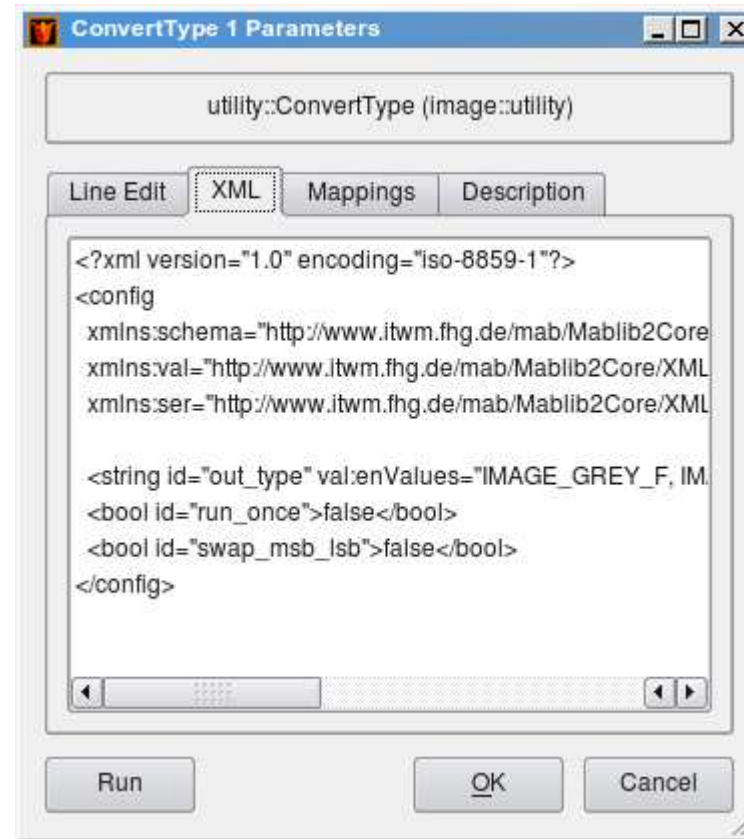 ConvertType 1 Parameters
utility::ConvertType (image::utility)
Line Edit XML Mappings Description
<?xml version="1.0" encoding="iso-8859-1"?>
<config
xmlns:schema="http://www.itwm.fhg.de/mab/Mablib2Core
xmlns:val="http://www.itwm.fhg.de/mab/Mablib2Core/XML
xmlns:ser="http://www.itwm.fhg.de/mab/Mablib2Core/XML
<string id="out_type" val:enValues="IMAGE_GREY_F, IM
<bool id="run_once">false</bool>
<bool id="swap_msb_lsb">false</bool>
</config>
Run OK Cancel